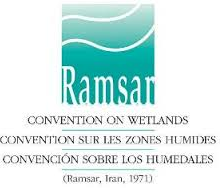 Ramsar
CONVENTION ON WETLANDS
CONVENTION SUR LES ZONES HUMIDES
CONVENCIÓN SOBRE LOS HUMEDALES
(Ramsar, Iran, 1971)